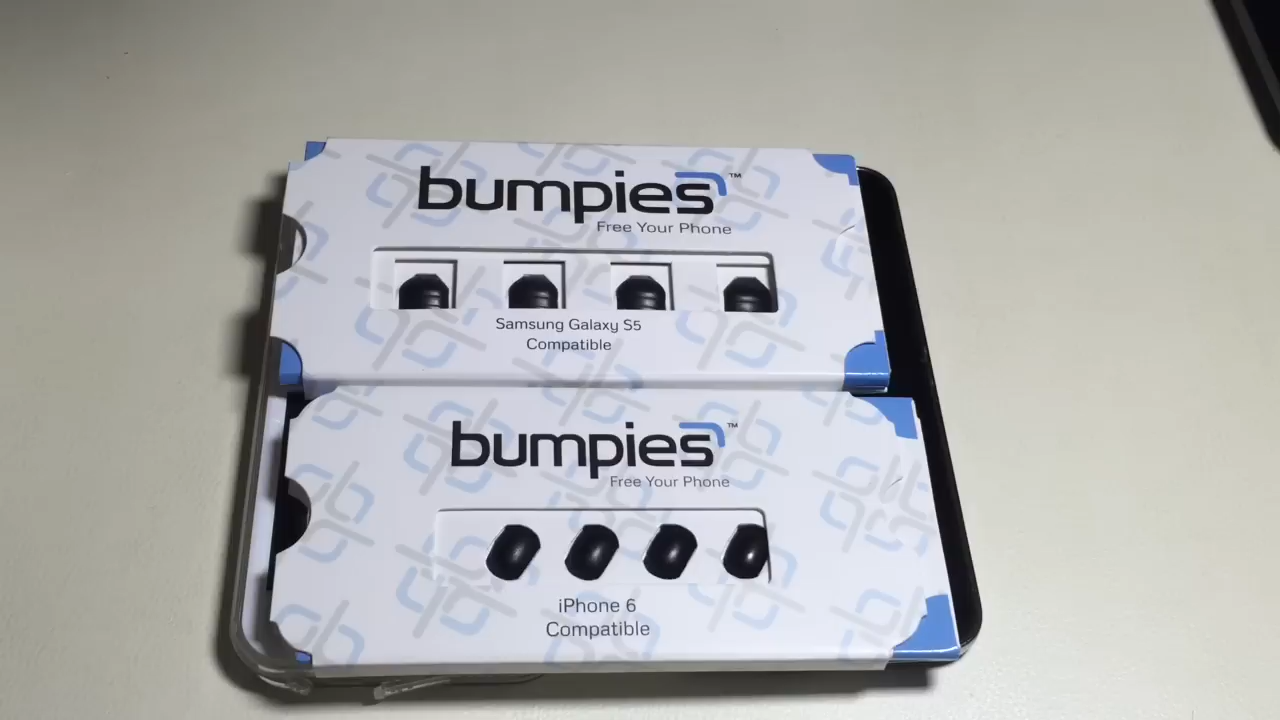 bumpies™
Free Your Phone
Samsung Galaxy S5
Compatible
bumpies™
Free Your Phone
iPhone 6
Compatible